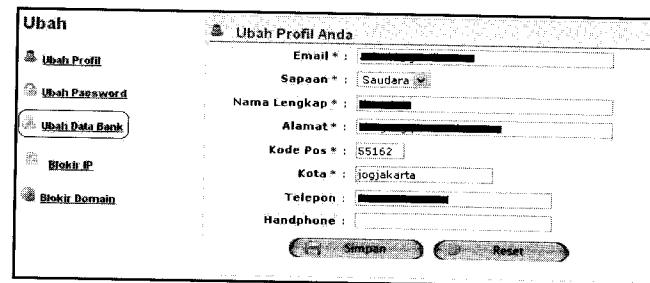 Ubah
Ubah Profil
Ubah Password
Ubah Data Bank
Blokir IP
Blokir Domain
Ubah Profil Anda
Email * :
Sapaan * : Saudara
Nama Lengkap * :
Alamat * :
Kode Pos * : 55162
Kota * : jogjakarta
Telepon :
Handphone :
Simpan Reset